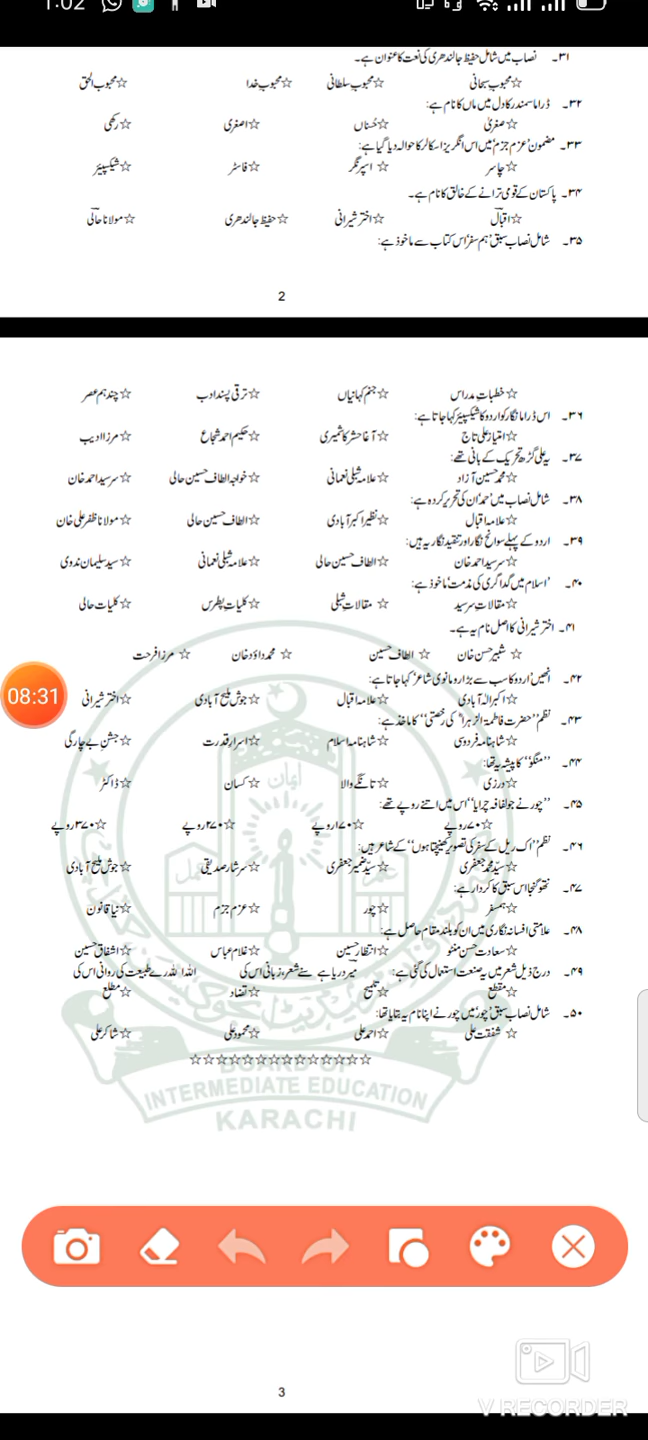 1:02
۳۱۔ نصاب میں شامل حفیظ جالندھری کی نعت کا عنوان ہے۔
☆ محبوبِ سبحانی ☆ محبوبِ سلطانی ☆ محبوبِ خدا ☆ محبوب الحق
۳۲۔ ڈراما سمندر کا دل میں ماں کا نام ہے:
☆ صغریٰ ☆ حُسناں ☆ اصغری ☆ رکھی
۳۳۔ مضمون 'عزم جزم' میں اس انگریز اسکالر کا حوالہ دیا گیا ہے:
☆ چاسر ☆ اسپرنگر ☆ فاسٹر ☆ شیکسپیئر
۳۴۔ پاکستان کے قومی ترانے کے خالق کا نام ہے۔
☆ اقبالؔ ☆ اختر شیرانی ☆ حفیظ جالندھری ☆ مولانا حالیؔ
۳۵۔ شاملِ نصاب سبق 'ہم سفر' اس کتاب سے ماخوذ ہے:
2
☆ خطباتِ مدراس ☆ جنم کہانیاں ☆ ترقی پسند ادب ☆ چند ہم عصر
۳۶۔ اس ڈراما نگار کو اردو کا شیکسپیئر کہا جاتا ہے:
☆ امتیاز علی تاج ☆ آغا حشر کاشمیری ☆ حکیم احمد شجاع ☆ مرزا ادیب
۳۷۔ یہ علی گڑھ تحریک کے بانی تھے:
☆ محمد حسین آزاد ☆ علامہ شبلی نعمانی ☆ خواجہ الطاف حسین حالی ☆ سرسید احمد خان
۳۸۔ شاملِ نصاب میں 'حمد' ان کی تحریر کردہ ہے:
☆ علامہ اقبال ☆ نظیر اکبر آبادی ☆ الطاف حسین حالی ☆ مولانا ظفر علی خان
۳۹۔ اردو کے پہلے سوانح نگار اور تنقید نگار یہ ہیں:
☆ سرسید احمد خان ☆ الطاف حسین حالی ☆ علامہ شبلی نعمانی ☆ سید سلیمان ندوی
۴۰۔ 'اسلام میں گداگری کی مذمت' ماخوذ ہے:
☆ مقالاتِ سرسید ☆ مقالاتِ شبلی ☆ کلیاتِ پطرس ☆ کلیات حالی
۴۱۔ اختر شیرانی کا اصل نام یہ ہے۔
☆ شبیر حسن خان ☆ الطاف حسین ☆ محمد داؤد خان ☆ مرزا فرحت
۴۲۔ انھیں 'اردو کا سب سے بڑا رومانوی شاعر' کہا جاتا ہے:
☆ اکبر الہ آبادی ☆ علامہ اقبال ☆ جوش ملیح آبادی ☆ اختر شیرانی
۴۳۔ نظم "حضرت فاطمۃ الزہراؓ کی رخصتی" کا ماخذ ہے:
☆ شاہنامہ فردوسی ☆ شاہنامہ اسلام ☆ اسرارِ قدرت ☆ جشنِ بے چارگی
۴۴۔ "منگو" کا پیشہ یہ تھا:
☆ درزی ☆ تانگے والا ☆ کسان ☆ ڈاکٹر
۴۵۔ "چور نے جو لفافہ چرایا" اس میں اتنے روپے تھے:
☆ ۷۰ روپے ☆ ۱۷۰ روپے ☆ ۲۷۰ روپے ☆ ۳۷۰ روپے
۴۶۔ نظم "اک ریل کے سفر کی تصویر کھینچتا ہوں" کے شاعر ہیں:
☆ سیّد محمد جعفری ☆ سیّد ضمیر جعفری ☆ سرشار صدیقی ☆ جوش ملیح آبادی
۴۷۔ نتھو گنجا اس سبق کا کردار ہے:
☆ ہمسفر ☆ چور ☆ عزم جزم ☆ نیا قانون
۴۸۔ علامتی افسانہ نگاری میں ان کو بلند مقام حاصل ہے:
☆ سعادت حسن منٹو ☆ انتظار حسین ☆ غلام عباس ☆ اشفاق حسین
۴۹۔ درج ذیل شعر میں یہ صنعت استعمال کی گئی ہے: میر دریا ہے سنے شعر، زبانی اس کی اللہ اللہ رے طبیعت کی روانی اس کی
☆ مقطع ☆ تلمیح ☆ تضاد ☆ مطلع
۵۰۔ شاملِ نصاب سبق 'چور' میں چور نے اپنا نام یہ بتایا تھا:
☆ شفقت علی ☆ احمد علی ☆ محمود علی ☆ شاکر علی
☆☆☆☆☆☆☆☆☆☆☆☆☆☆
08:31
BOARD OF
INTERMEDIATE EDUCATION
KARACHI
V RECORDER
3